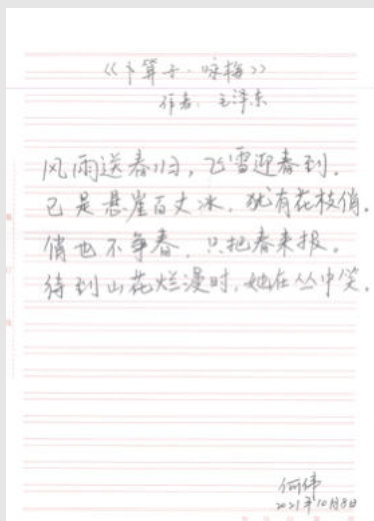 《卜算子·咏梅》
作者：毛泽东
风雨送春归，飞雪迎春到。
已是悬崖百丈冰，犹有花枝俏。
俏也不争春，只把春来报。
待到山花烂漫时，她在丛中笑。
何伟
2021年10月8日